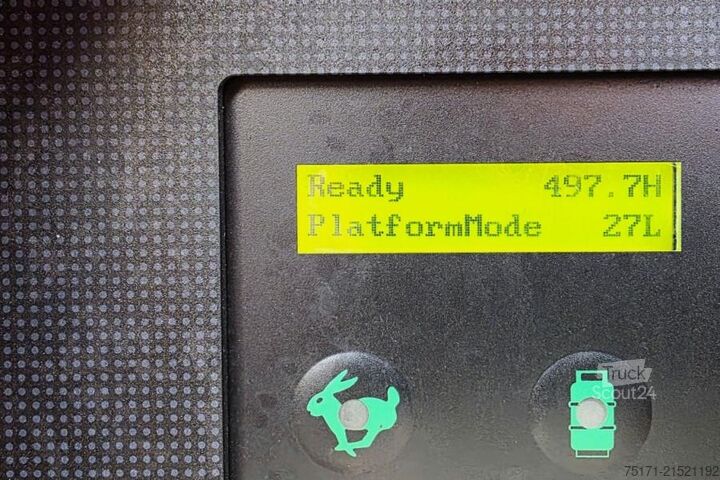 Ready 497.7H
PlatformMode 27L
Truck
Scout24
75171-21521192